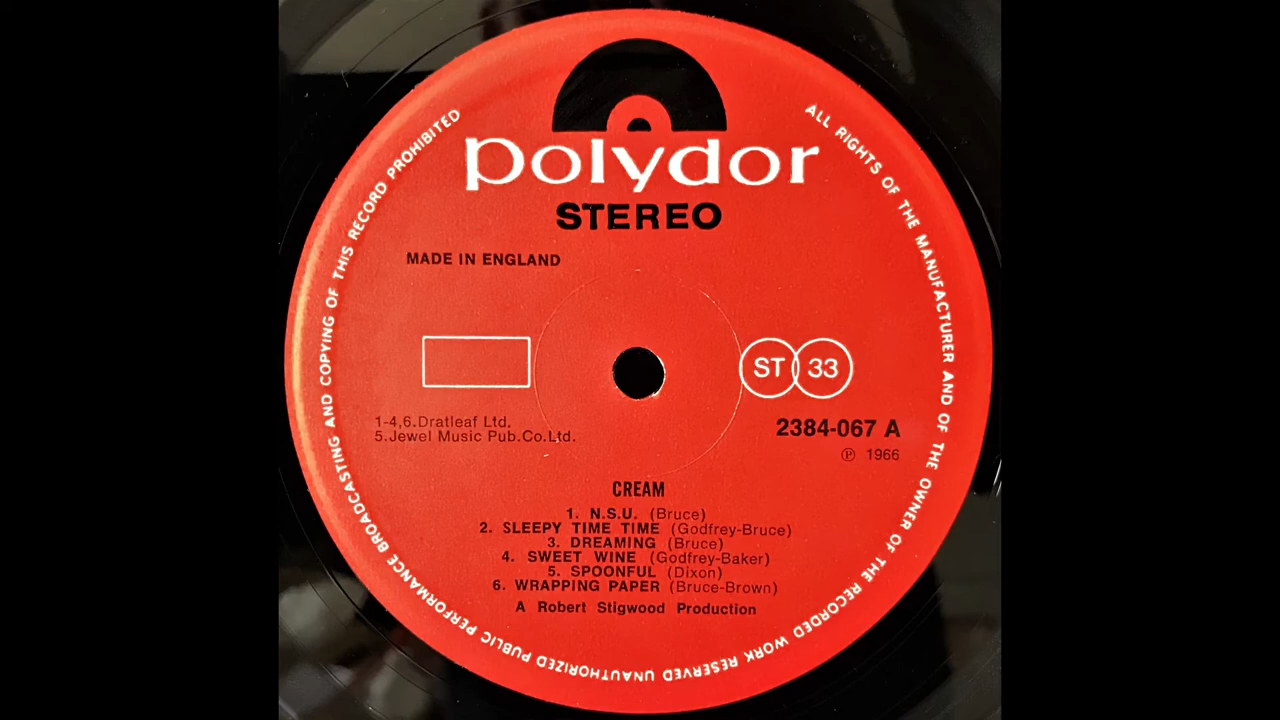 polydor
STEREO
MADE IN ENGLAND
ST 33
1-4,6.Dratleaf Ltd.
5.Jewel Music Pub.Co.Ltd.
2384-067 A
℗ 1966
CREAM
1. N.S.U. (Bruce)
2. SLEEPY TIME TIME (Godfrey-Bruce)
3. DREAMING (Bruce)
4. SWEET WINE (Godfrey-Baker)
5. SPOONFUL (Dixon)
6. WRAPPING PAPER (Bruce-Brown)
A Robert Stigwood Production
ALL RIGHTS OF THE MANUFACTURER AND OF THE OWNER OF THE RECORDED WORK RESERVED UNAUTHORIZED PUBLIC PERFORMANCE BROADCASTING AND COPYING OF THIS RECORD PROHIBITED